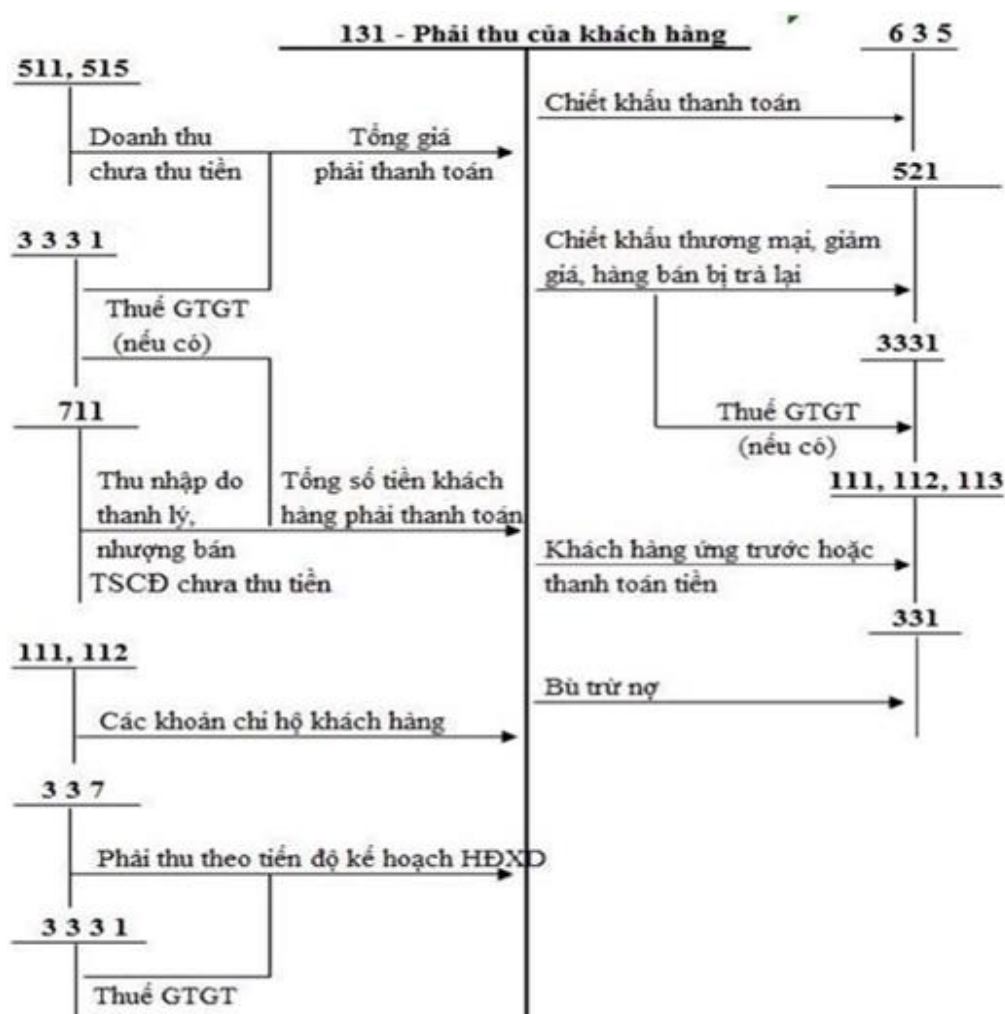 131 - Phải thu của khách hàng
6 3 5
511, 515
Chiết khấu thanh toán
Doanh thu
chưa thu tiền
Tổng giá
phải thanh toán
521
3 3 3 1
Chiết khấu thương mại, giảm
giá, hàng bán bị trả lại
Thuế GTGT
(nếu có)
3331
711
Thuế GTGT
(nếu có)
Thu nhập do
thanh lý,
nhượng bán
TSCĐ chưa thu tiền
Tổng số tiền khách
hàng phải thanh toán
111, 112, 113
Khách hàng ứng trước hoặc
thanh toán tiền
331
111, 112
Bù trừ nợ
Các khoản chi hộ khách hàng
3 3 7
Phải thu theo tiến độ kế hoạch HĐXD
3 3 3 1
Thuế GTGT